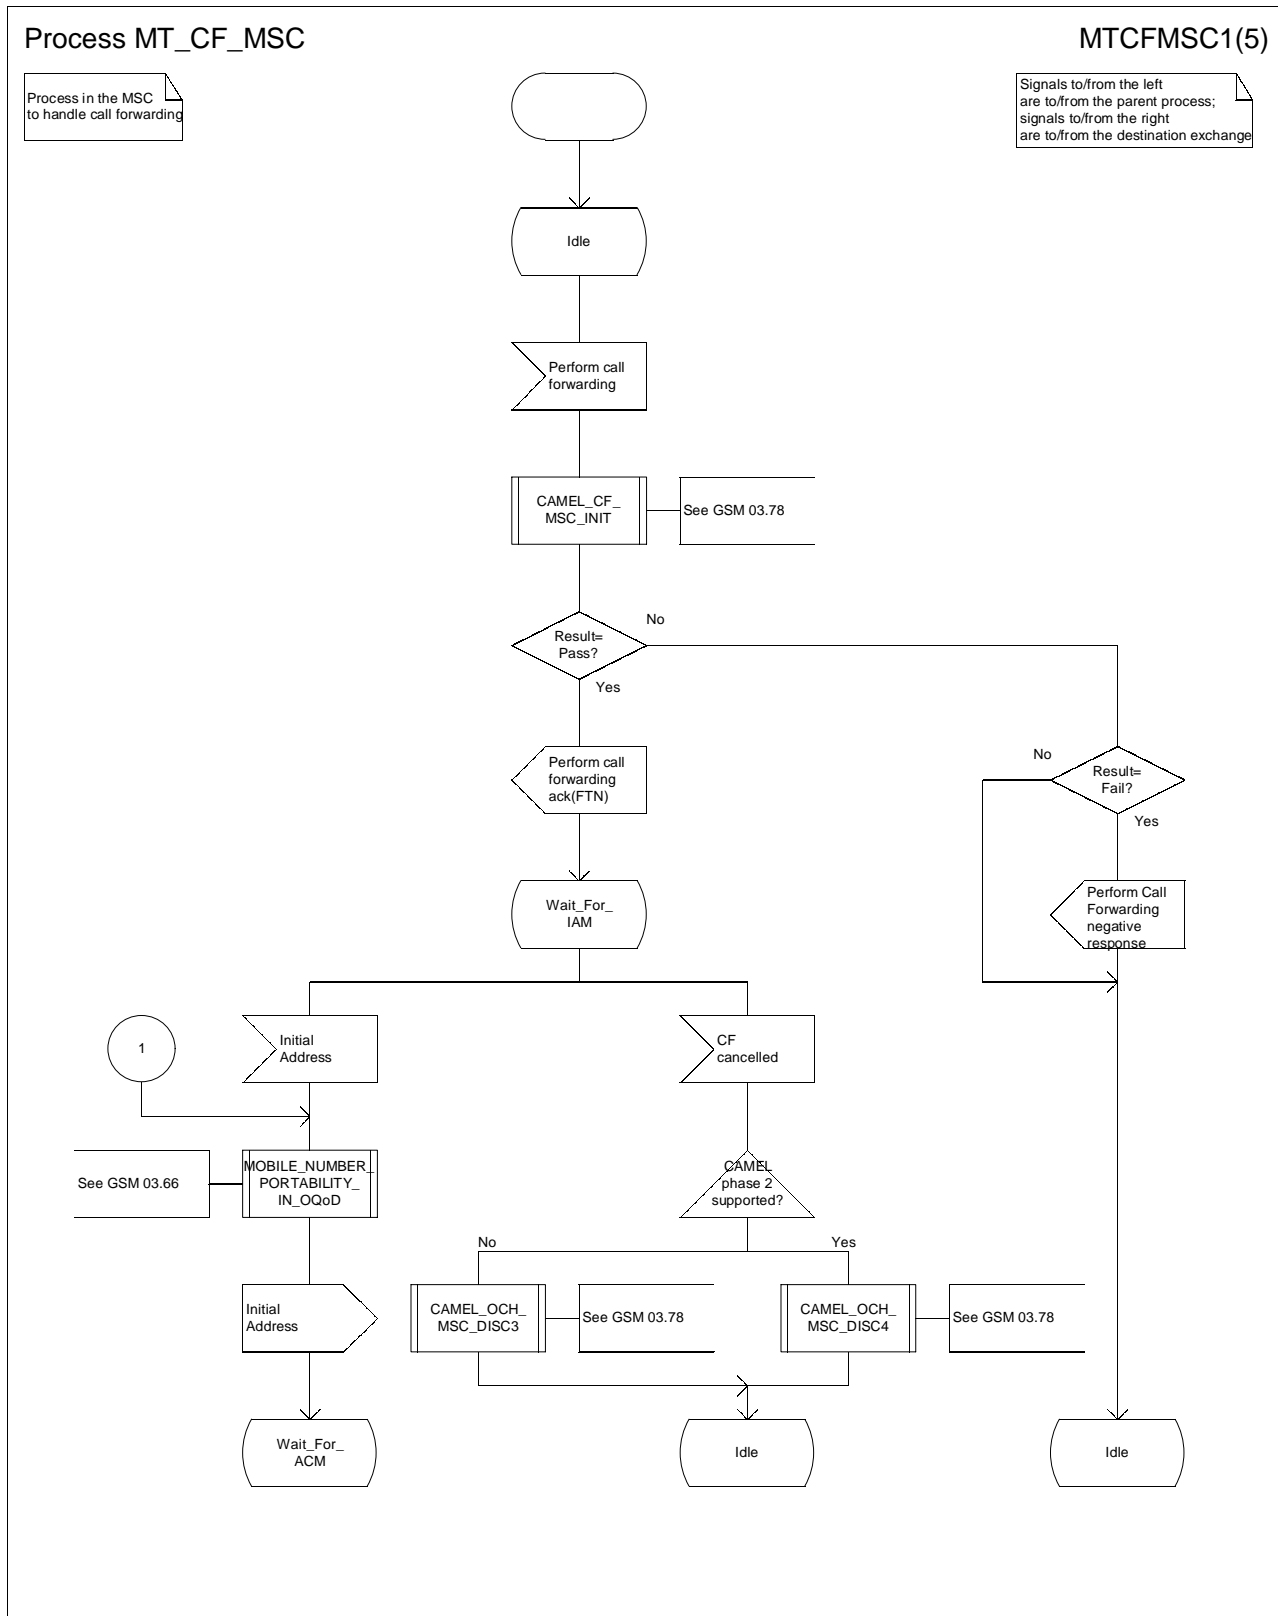 Process MT_CF_MSC
MTCFMSC1(5)
Process in the MSC
to handle call forwarding
Signals to/from the left
are to/from the parent process;
signals to/from the right
are to/from the destination exchange
Idle
Perform call
forwarding
CAMEL_CF_
MSC_INIT
See GSM 03.78
Result=
Pass?
No
Yes
Perform call
forwarding
ack(FTN)
No
Result=
Fail?
Yes
Wait_For_
IAM
Perform Call
Forwarding
negative
response
1
Initial
Address
CF
cancelled
See GSM 03.66
MOBILE_NUMBER_
PORTABILITY_
IN_OQoD
CAMEL
phase 2
supported?
No
Yes
Initial
Address
CAMEL_OCH_
MSC_DISC3
See GSM 03.78
CAMEL_OCH_
MSC_DISC4
See GSM 03.78
Wait_For_
ACM
Idle
Idle